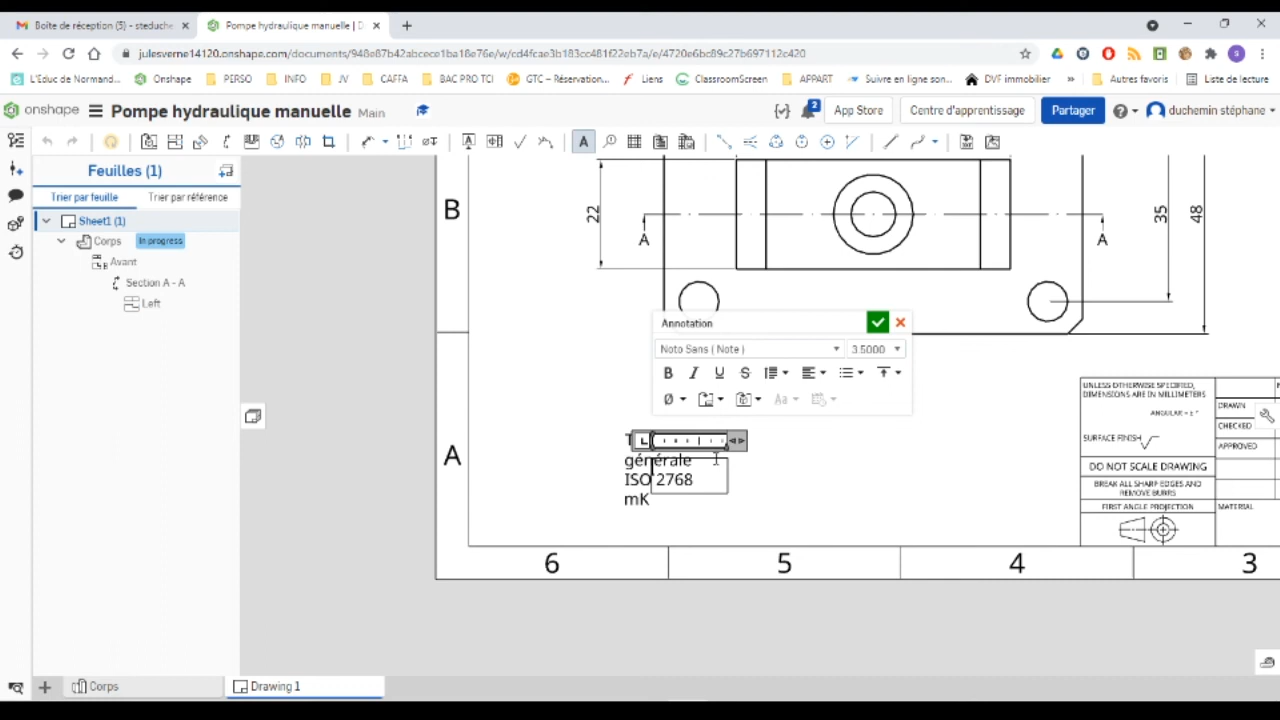 Boîte de réception (5) - steduche
Pompe hydraulique manuelle | D
julesverne14120.onshape.com/documents/948e87b42abcece1ba18e76e/w/cd4fcae3b183cc481f22eb7a/e/4720e6bc89c27b697112c420
L'Éduc de Normand...
Onshape
PERSO
INFO
JV
CAFFA
BAC PRO TCI
GTC – Réservation...
Liens
ClassroomScreen
APPART
Suivre en ligne son...
DVF immobilier
»
Autres favoris
Liste de lecture
onshape
Pompe hydraulique manuelle
Main
2
App Store
Centre d'apprentissage
Partager
duchemin stéphane
Feuilles (1)
Trier par feuille
Trier par référence
Sheet1 (1)
Corps
In progress
Avant
Section A - A
Left
B
22
A
A
35
48
Annotation
Noto Sans ( Note )
3.5000
B I U S
Aa
T
générale
ISO 2768
mK
A
UNLESS OTHERWISE SPECIFIED,
DIMENSIONS ARE IN MILLIMETERS
ANGULAR = ± °
SURFACE FINISH
DO NOT SCALE DRAWING
BREAK ALL SHARP EDGES AND
REMOVE BURRS
FIRST ANGLE PROJECTION
DRAWN
CHECKED
APPROVED
MATERIAL
6
5
4
3
Corps
Drawing 1